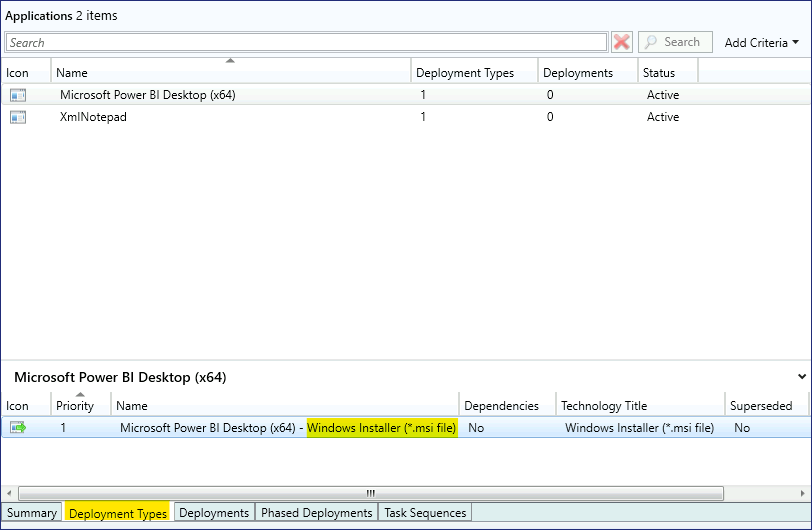 Applications 2 items
Search Search Add Criteria
Icon Name Deployment Types Deployments Status
Microsoft Power BI Desktop (x64) 1 0 Active
XmlNotepad 1 0 Active
Microsoft Power BI Desktop (x64)
Icon Priority Name Dependencies Technology Title Superseded
1 Microsoft Power BI Desktop (x64) - Windows Installer (*.msi file) No Windows Installer (*.msi file) No
Summary Deployment Types Deployments Phased Deployments Task Sequences